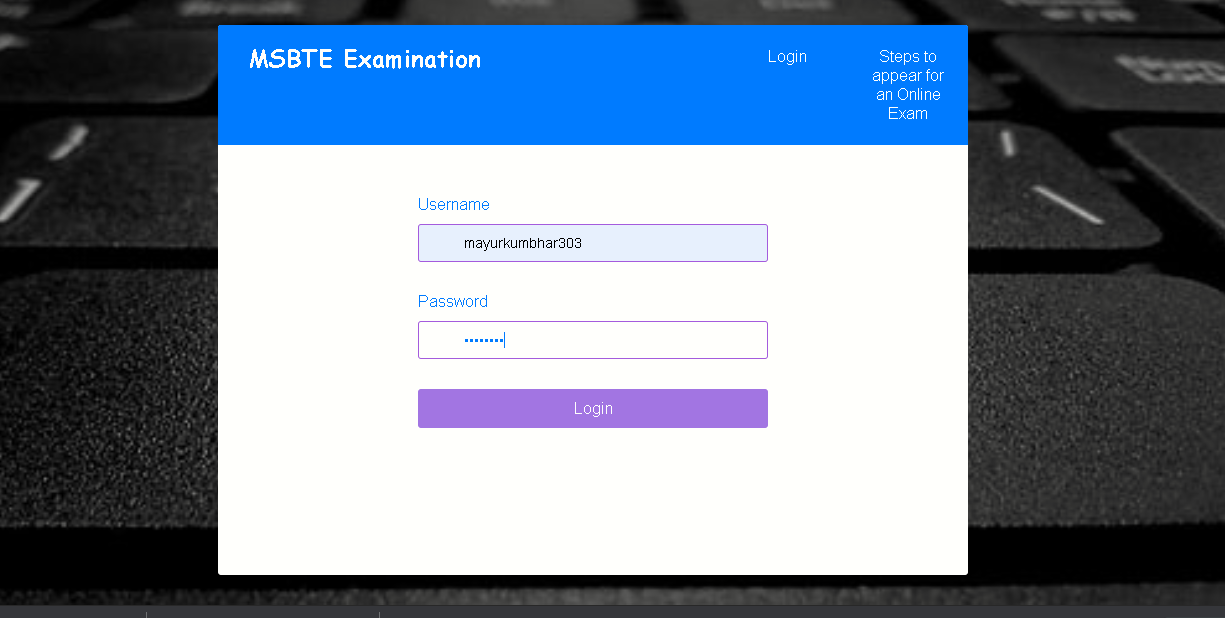 MSBTE Examination
Login
Steps to
appear for
an Online
Exam
Username
mayurkumbhar303
Password
Login